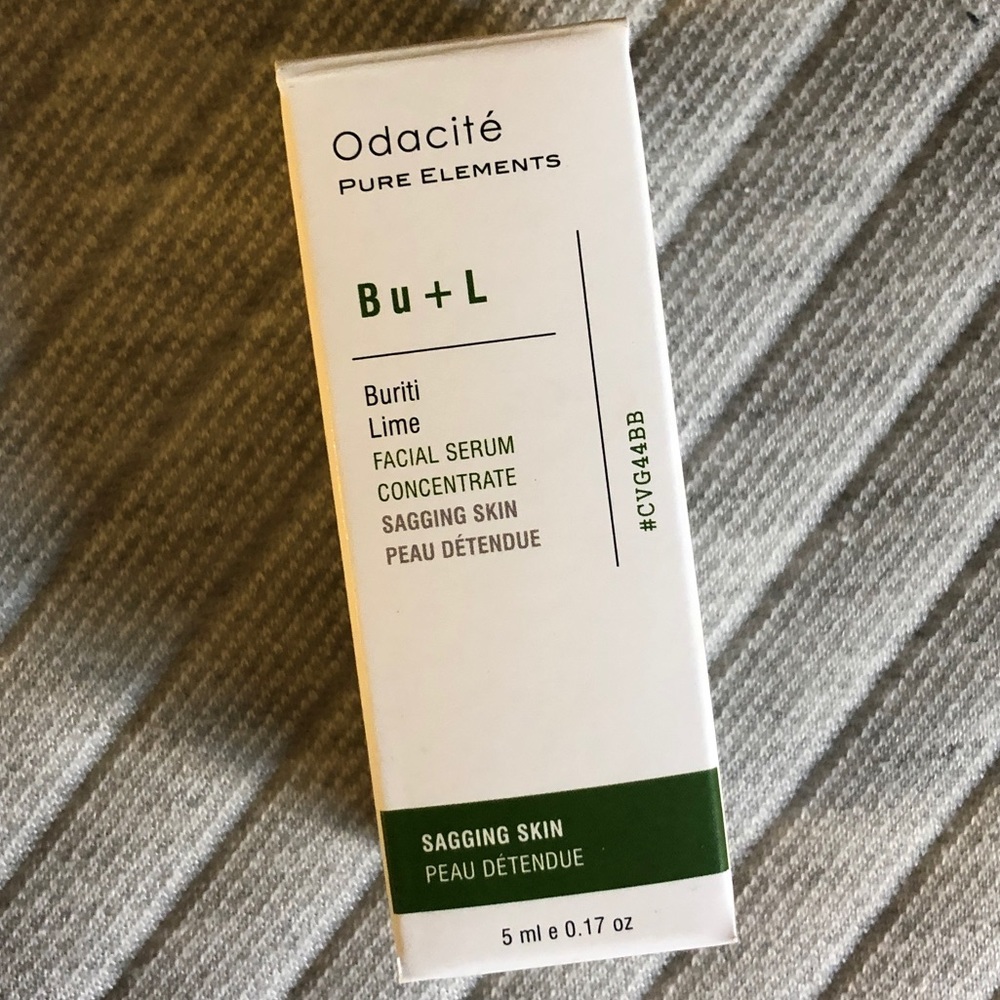 Odacité
PURE ELEMENTS
Bu+L
Buriti
Lime
FACIAL SERUM
CONCENTRATE
SAGGING SKIN
PEAU DÉTENDUE
#CVG44BB
SAGGING SKIN
PEAU DÉTENDUE
5 ml e 0.17 oz